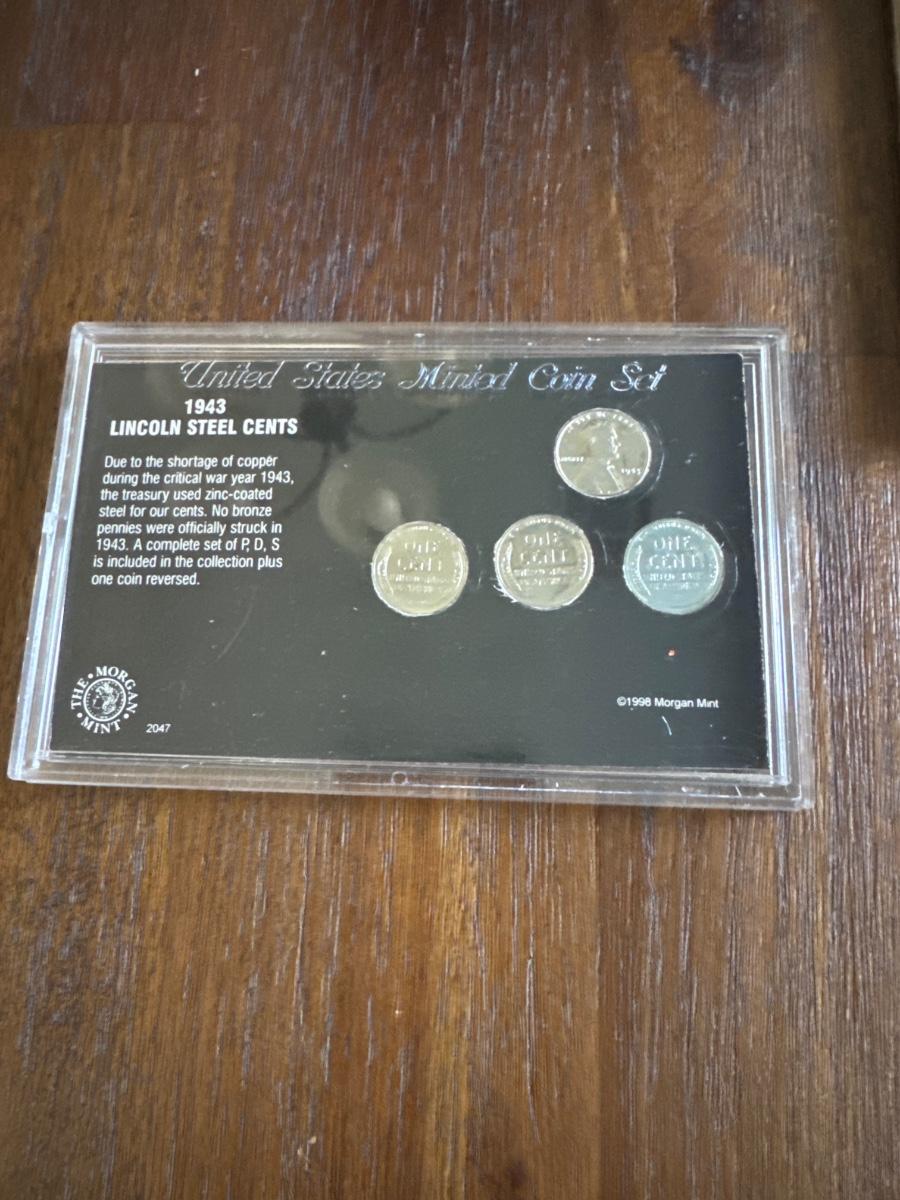 United States Minted Coin Set
1943
LINCOLN STEEL CENTS
Due to the shortage of copper
during the critical war year 1943,
the treasury used zinc-coated
steel for our cents. No bronze
pennies were officially struck in
1943. A complete set of P, D, S
is included in the collection plus
one coin reversed.
LIBERTY 1943
ONE
CENT
ONE
CENT
ONE
CENT
THE • MORGAN • MINT •
2047
©1998 Morgan Mint